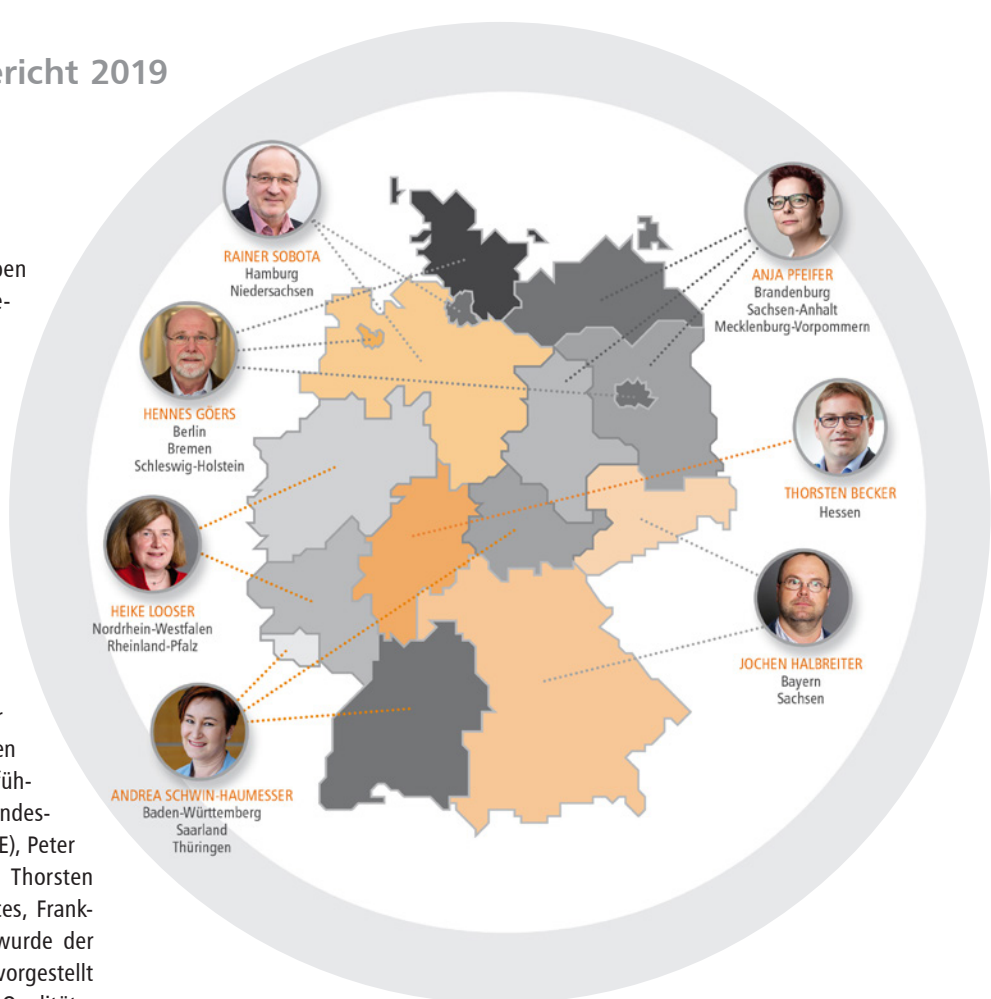 ericht 2019
RAINER SOBOTA
Hamburg
Niedersachsen
HENNES GÖERS
Berlin
Bremen
Schleswig-Holstein
HEIKE LOOSER
Nordrhein-Westfalen
Rheinland-Pfalz
ANDREA SCHWIN-HAUMESSER
Baden-Württemberg
Saarland
Thüringen
ANJA PFEIFER
Brandenburg
Sachsen-Anhalt
Mecklenburg-Vorpommern
THORSTEN BECKER
Hessen
JOCHEN HALBREITER
Bayern
Sachsen
ben
e-
r
en
füh-
ndes-
E), Peter
Thorsten
tes, Frank-
wurde der
vorgestellt